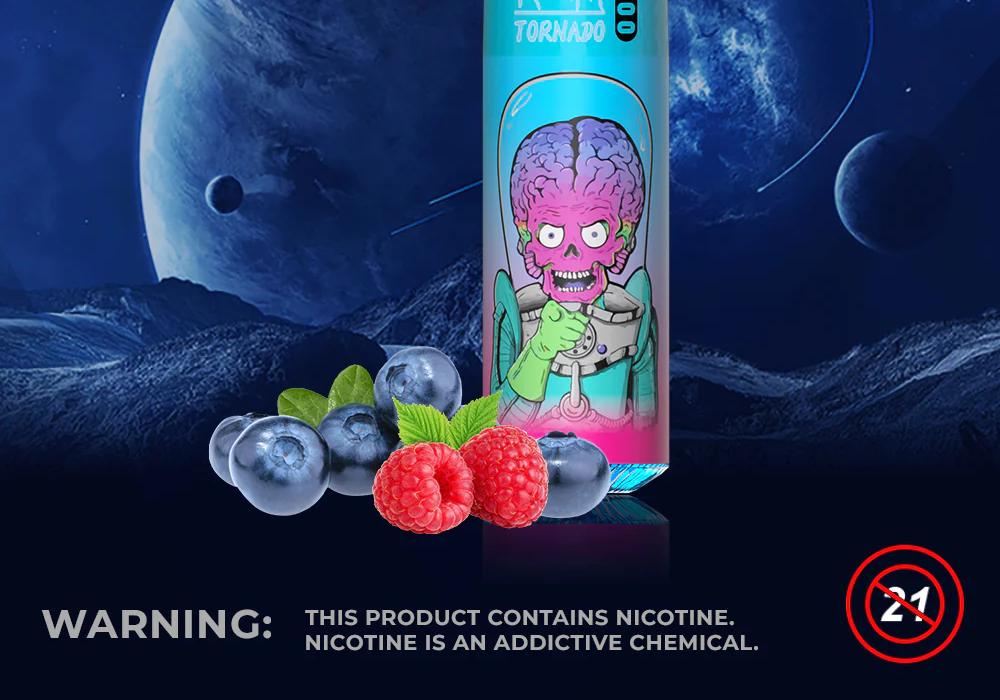 TORNADO
WARNING:
THIS PRODUCT CONTAINS NICOTINE.
NICOTINE IS AN ADDICTIVE CHEMICAL.
21